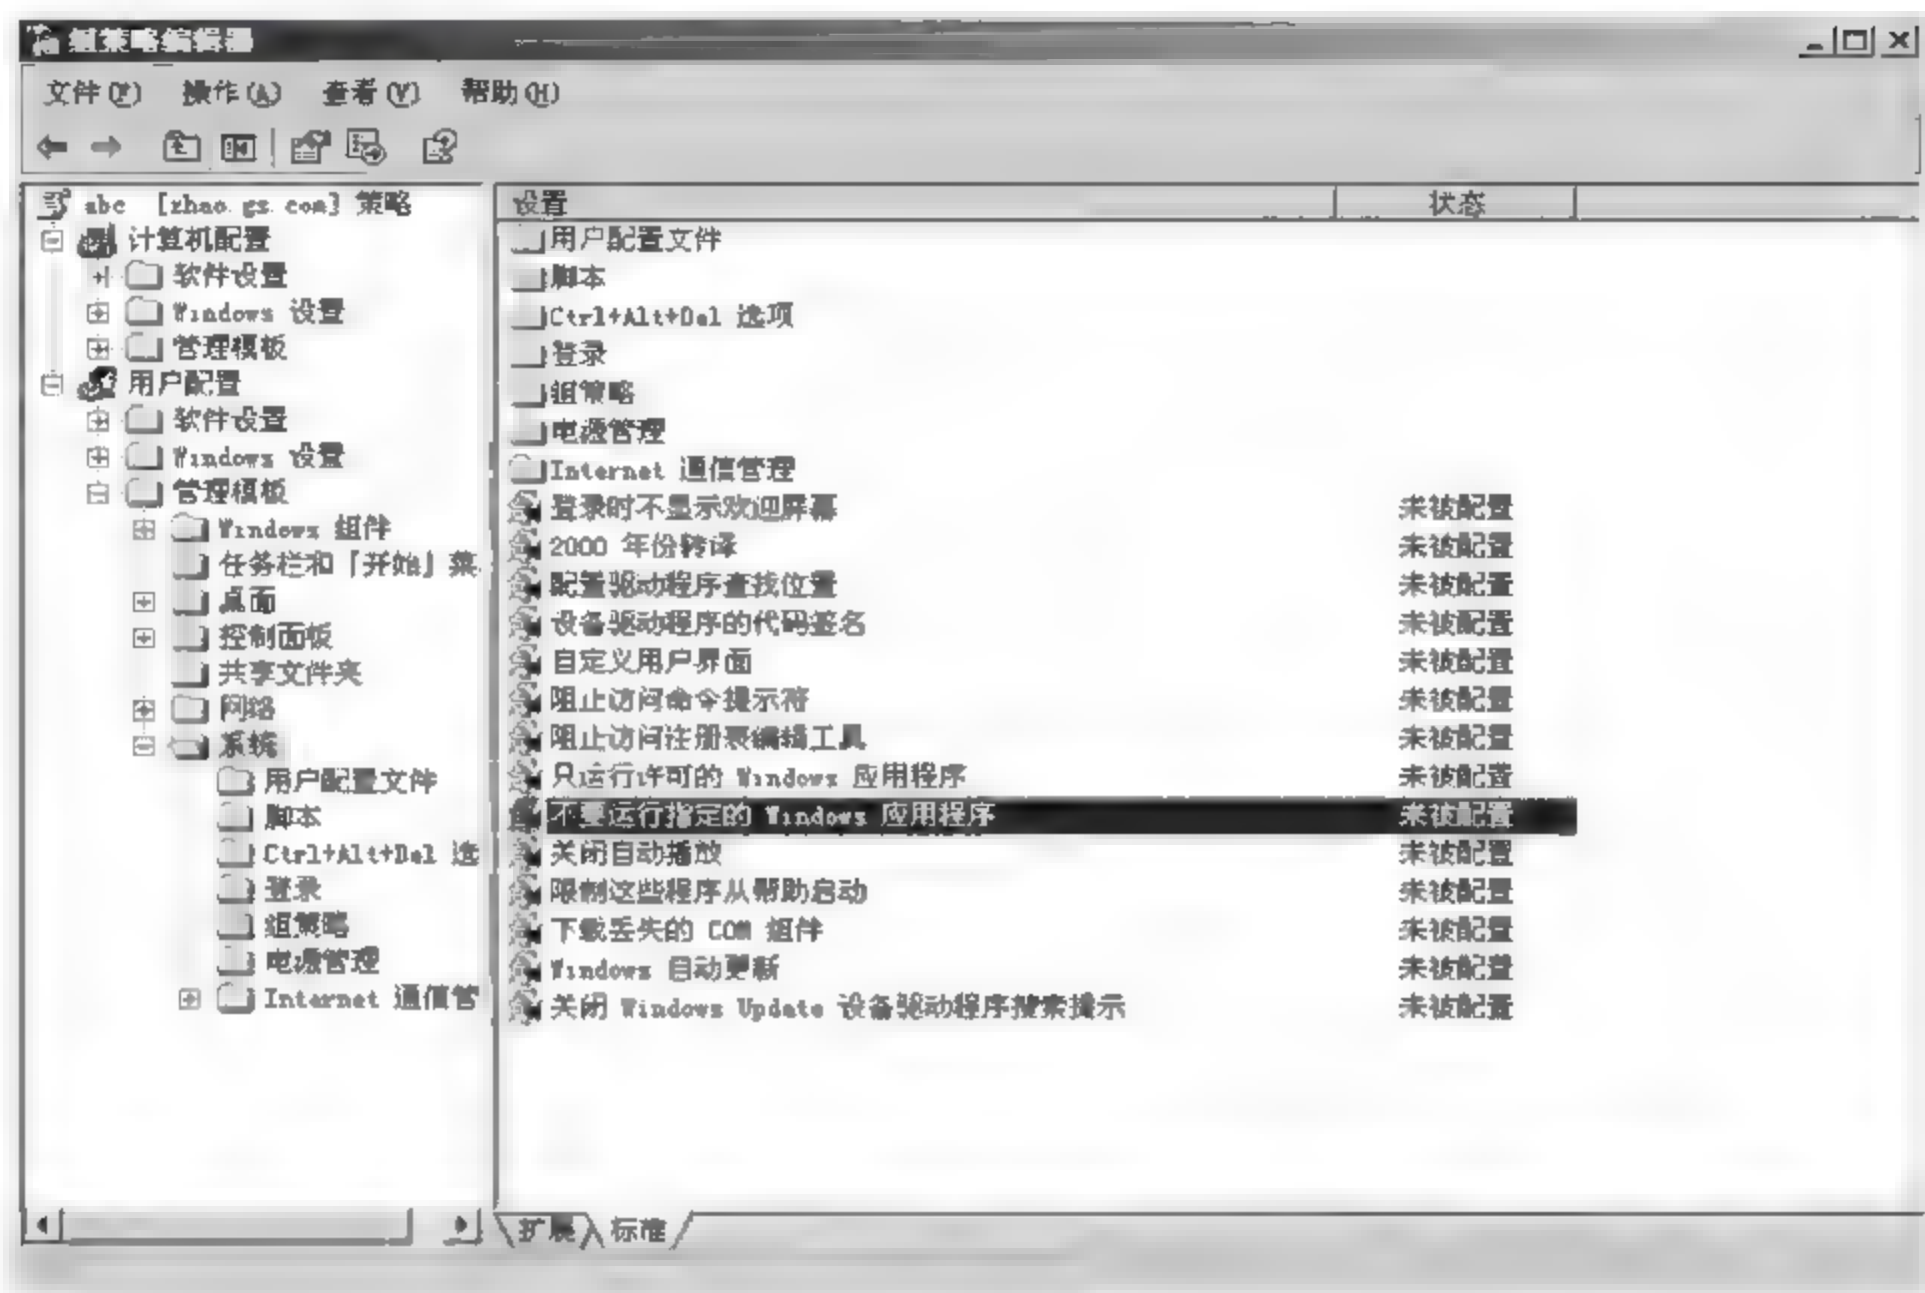 组策略编辑器
文件(F) 操作(A) 查看(V) 帮助(H)
abc [zhao.gz.com] 策略
计算机配置
软件设置
Windows 设置
管理模板
用户配置
软件设置
Windows 设置
管理模板
Windows 组件
任务栏和「开始」菜
桌面
控制面板
共享文件夹
网络
系统
用户配置文件
脚本
Ctrl+Alt+Del 选
登录
组策略
电源管理
Internet 通信管
设置 状态
用户配置文件
脚本
Ctrl+Alt+Del 选项
登录
组策略
电源管理
Internet 通信管理
登录时不显示欢迎屏幕 未被配置
2000 年份转译 未被配置
配置驱动程序查找位置 未被配置
设备驱动程序的代码签名 未被配置
自定义用户界面 未被配置
阻止访问命令提示符 未被配置
阻止访问注册表编辑工具 未被配置
只运行许可的 Windows 应用程序 未被配置
不要运行指定的 Windows 应用程序 未被配置
关闭自动播放 未被配置
限制这些程序从帮助启动 未被配置
下载丢失的 COM 组件 未被配置
Windows 自动更新 未被配置
关闭 Windows Update 设备驱动程序搜索提示 未被配置
扩展 标准